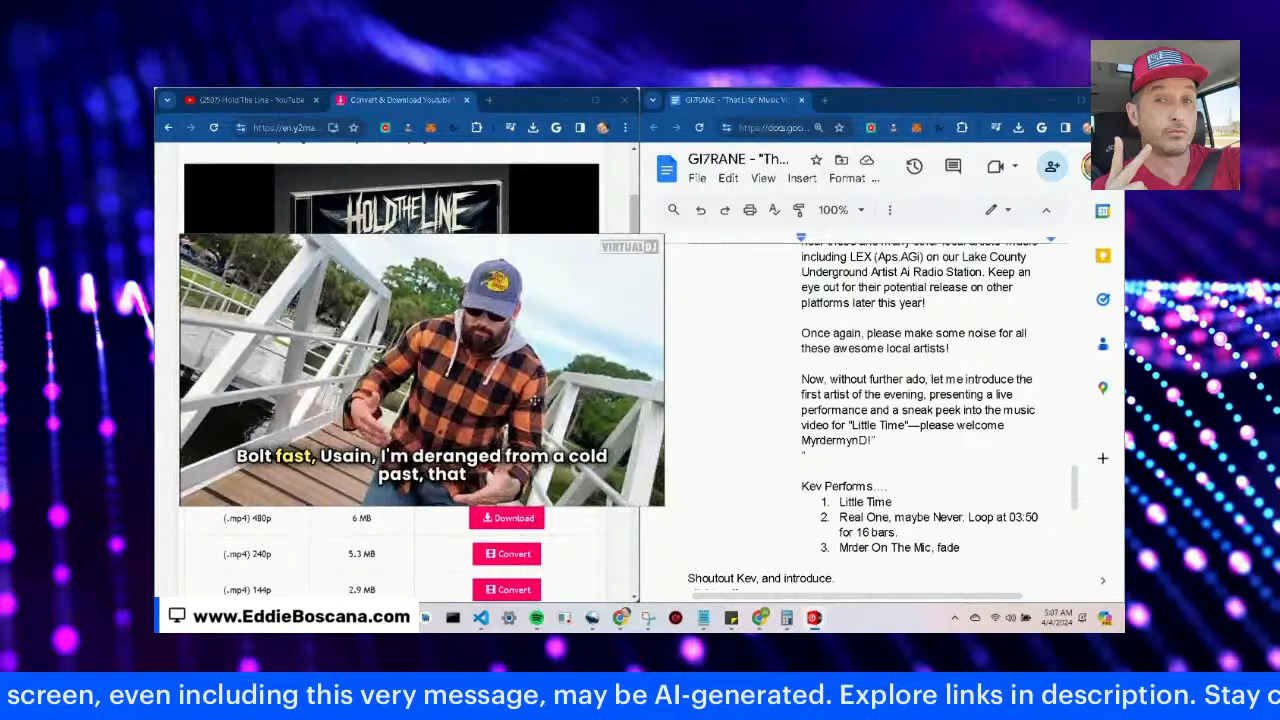 (2507) Hold The Line - YouTube
Convert & Download Youtube
https://en.y2ma...
HOLD THE LINE
VIRTUALDJ
Bolt fast, Usain, I'm deranged from a cold
past, that
(.mp4) 480p 6 MB Download
(.mp4) 240p 5.3 MB Convert
(.mp4) 144p 2.9 MB Convert
www.EddieBoscana.com
GI7RANE - "That Life" Music Vi
https://docs.goo...
GI7RANE - "Th...
File Edit View Insert Format ...
100%
including LEX (Aps.AGi) on our Lake County
Underground Artist Ai Radio Station. Keep an
eye out for their potential release on other
platforms later this year!
Once again, please make some noise for all
these awesome local artists!
Now, without further ado, let me introduce the
first artist of the evening, presenting a live
performance and a sneak peek into the music
video for "Little Time"—please welcome
MyrdermynD!"
"
Kev Performs....
1. Little Time
2. Real One, maybe Never. Loop at 03:50
for 16 bars.
3. Mrder On The Mic, fade
Shoutout Kev, and introduce.
5:07 AM
4/4/2024
screen, even including this very message, may be AI-generated. Explore links in description. Stay c